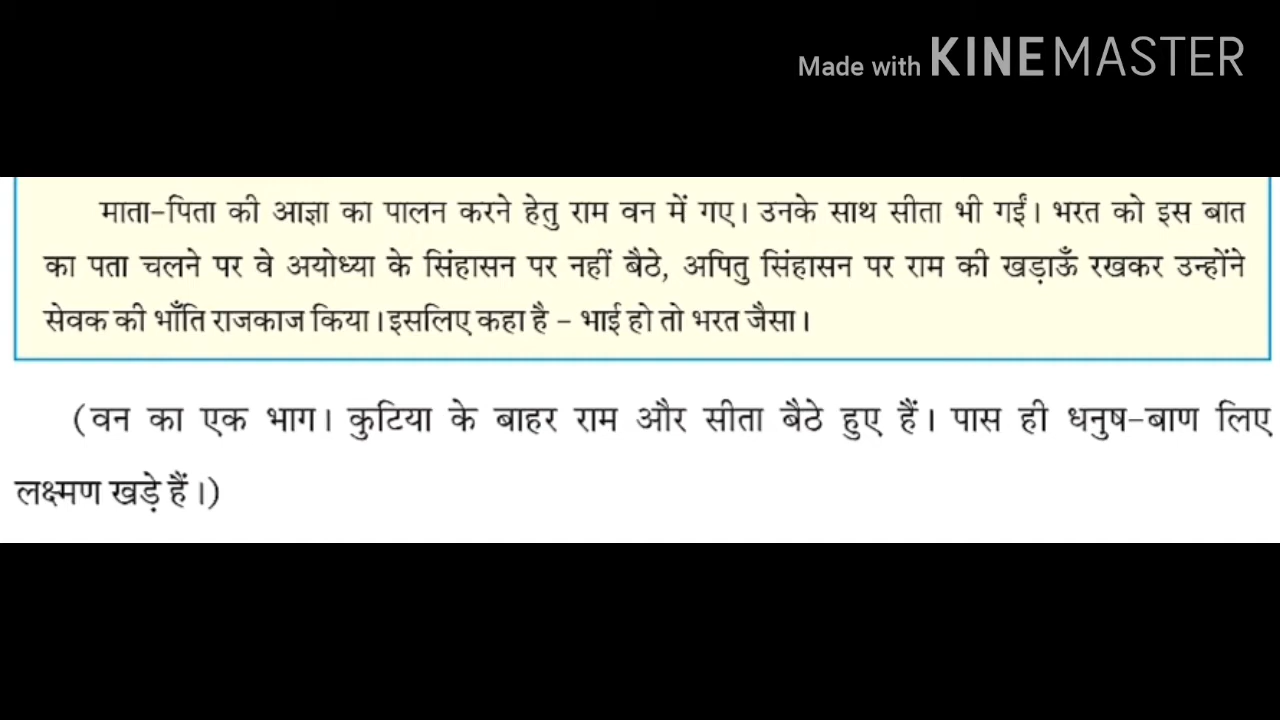 Made with KINEMASTER
माता-पिता की आज्ञा का पालन करने हेतु राम वन में गए। उनके साथ सीता भी गईं। भरत को इस बात
का पता चलने पर वे अयोध्या के सिंहासन पर नहीं बैठे, अपितु सिंहासन पर राम की खड़ाऊँ रखकर उन्होंने
सेवक की भाँति राजकाज किया। इसलिए कहा है – भाई हो तो भरत जैसा।
(वन का एक भाग। कुटिया के बाहर राम और सीता बैठे हुए हैं। पास ही धनुष-बाण लिए
लक्ष्मण खड़े हैं।)